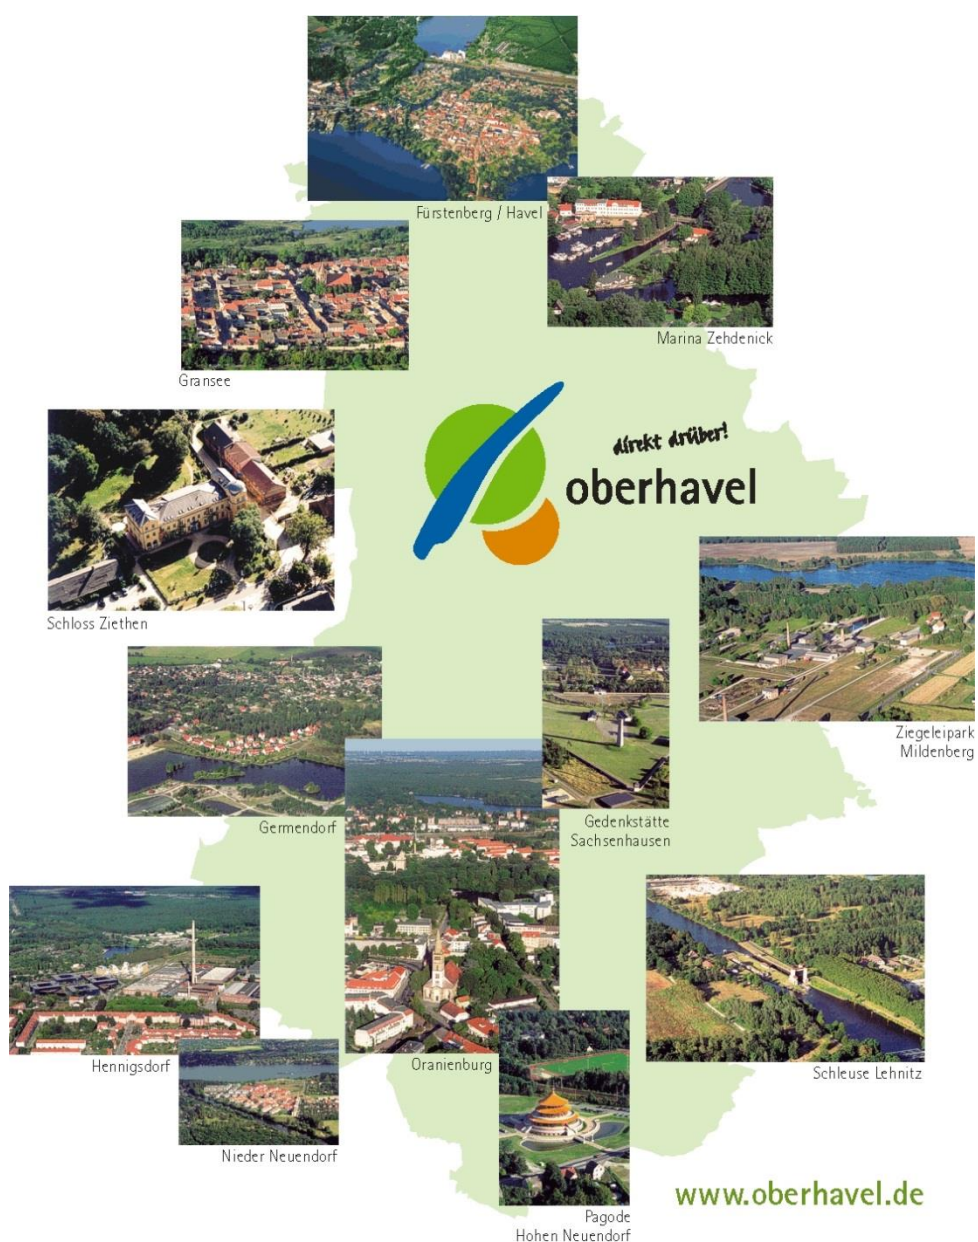 Fürstenberg / Havel
Marina Zehdenick
Gransee
direkt drüber!
oberhavel
Schloss Ziethen
Ziegeleipark
Mildenberg
Germendorf
Gedenkstätte
Sachsenhausen
Hennigsdorf
Oranienburg
Schleuse Lehnitz
Nieder Neuendorf
www.oberhavel.de
Pagode
Hohen Neuendorf